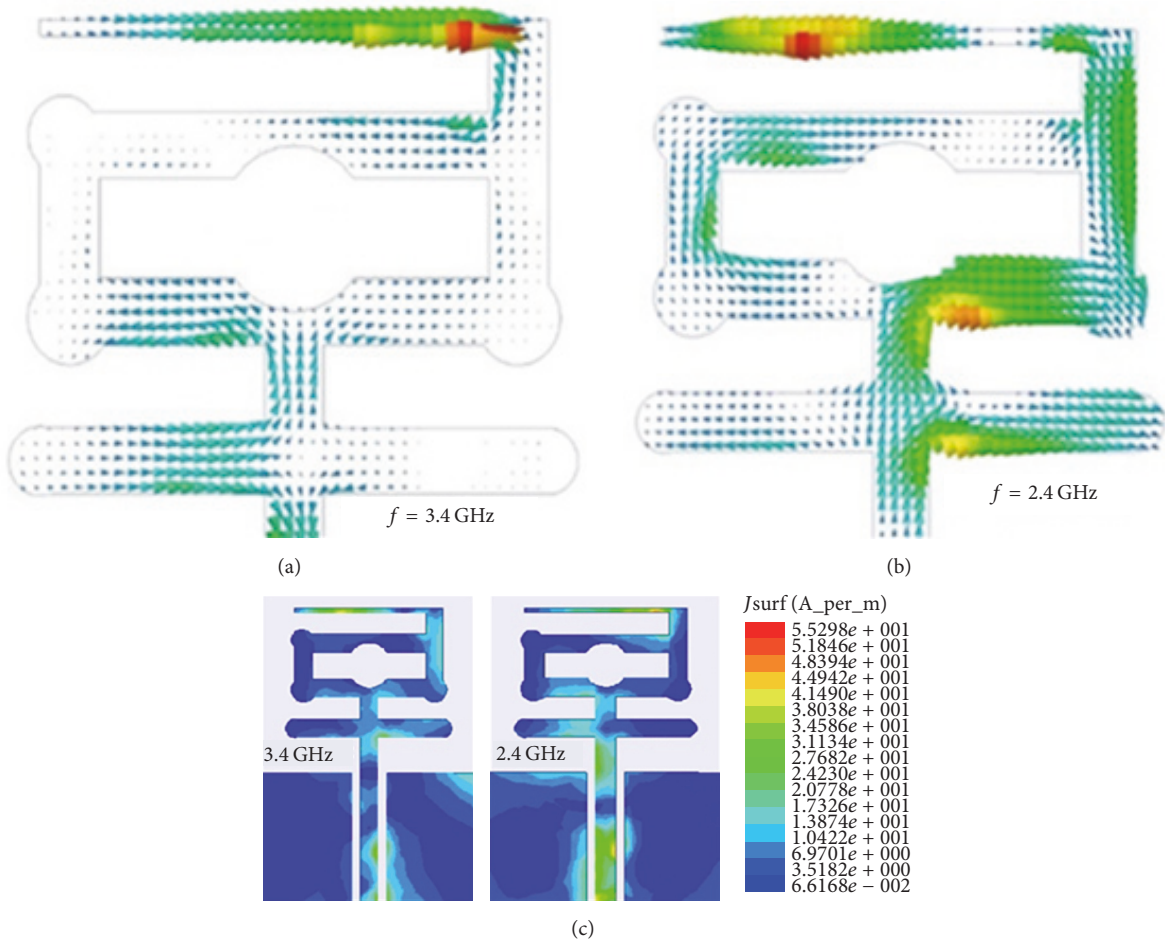 f = 3.4 GHz
f = 2.4 GHz
(a)
(b)
3.4 GHz
2.4 GHz
Jsurf (A_per_m)
5.5298e + 001
5.1846e + 001
4.8394e + 001
4.4942e + 001
4.1490e + 001
3.8038e + 001
3.4586e + 001
3.1134e + 001
2.7682e + 001
2.4230e + 001
2.0778e + 001
1.7326e + 001
1.3874e + 001
1.0422e + 001
6.9701e + 000
3.5182e + 000
6.6168e − 002
(c)